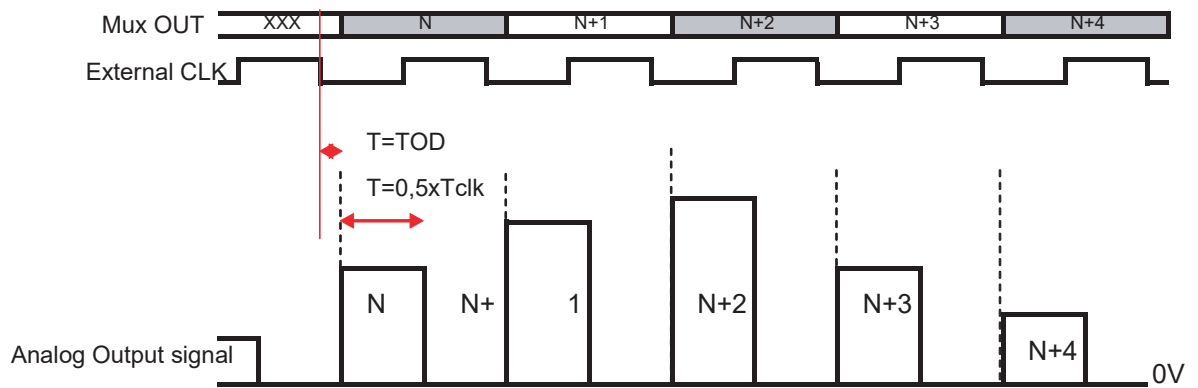 Mux OUT XXX N N+1 N+2 N+3 N+4
External CLK
T=TOD
T=0,5xTclk
N N+ 1 N+2 N+3 N+4
Analog Output signal 0V